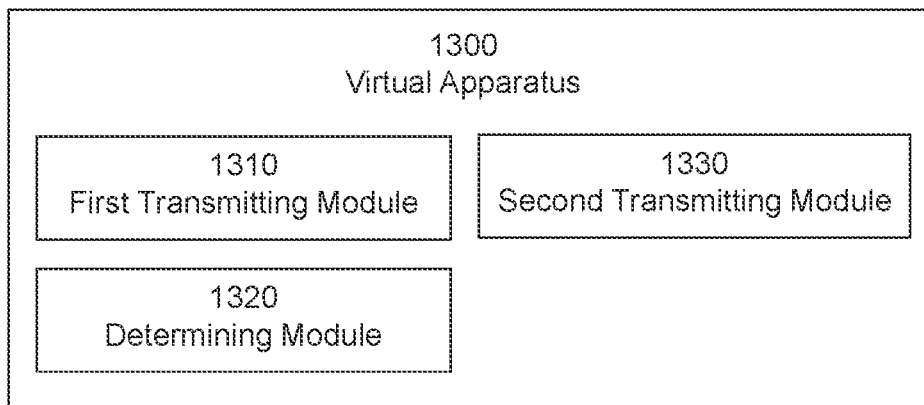 1300
Virtual Apparatus
1310
First Transmitting Module
1330
Second Transmitting Module
1320
Determining Module